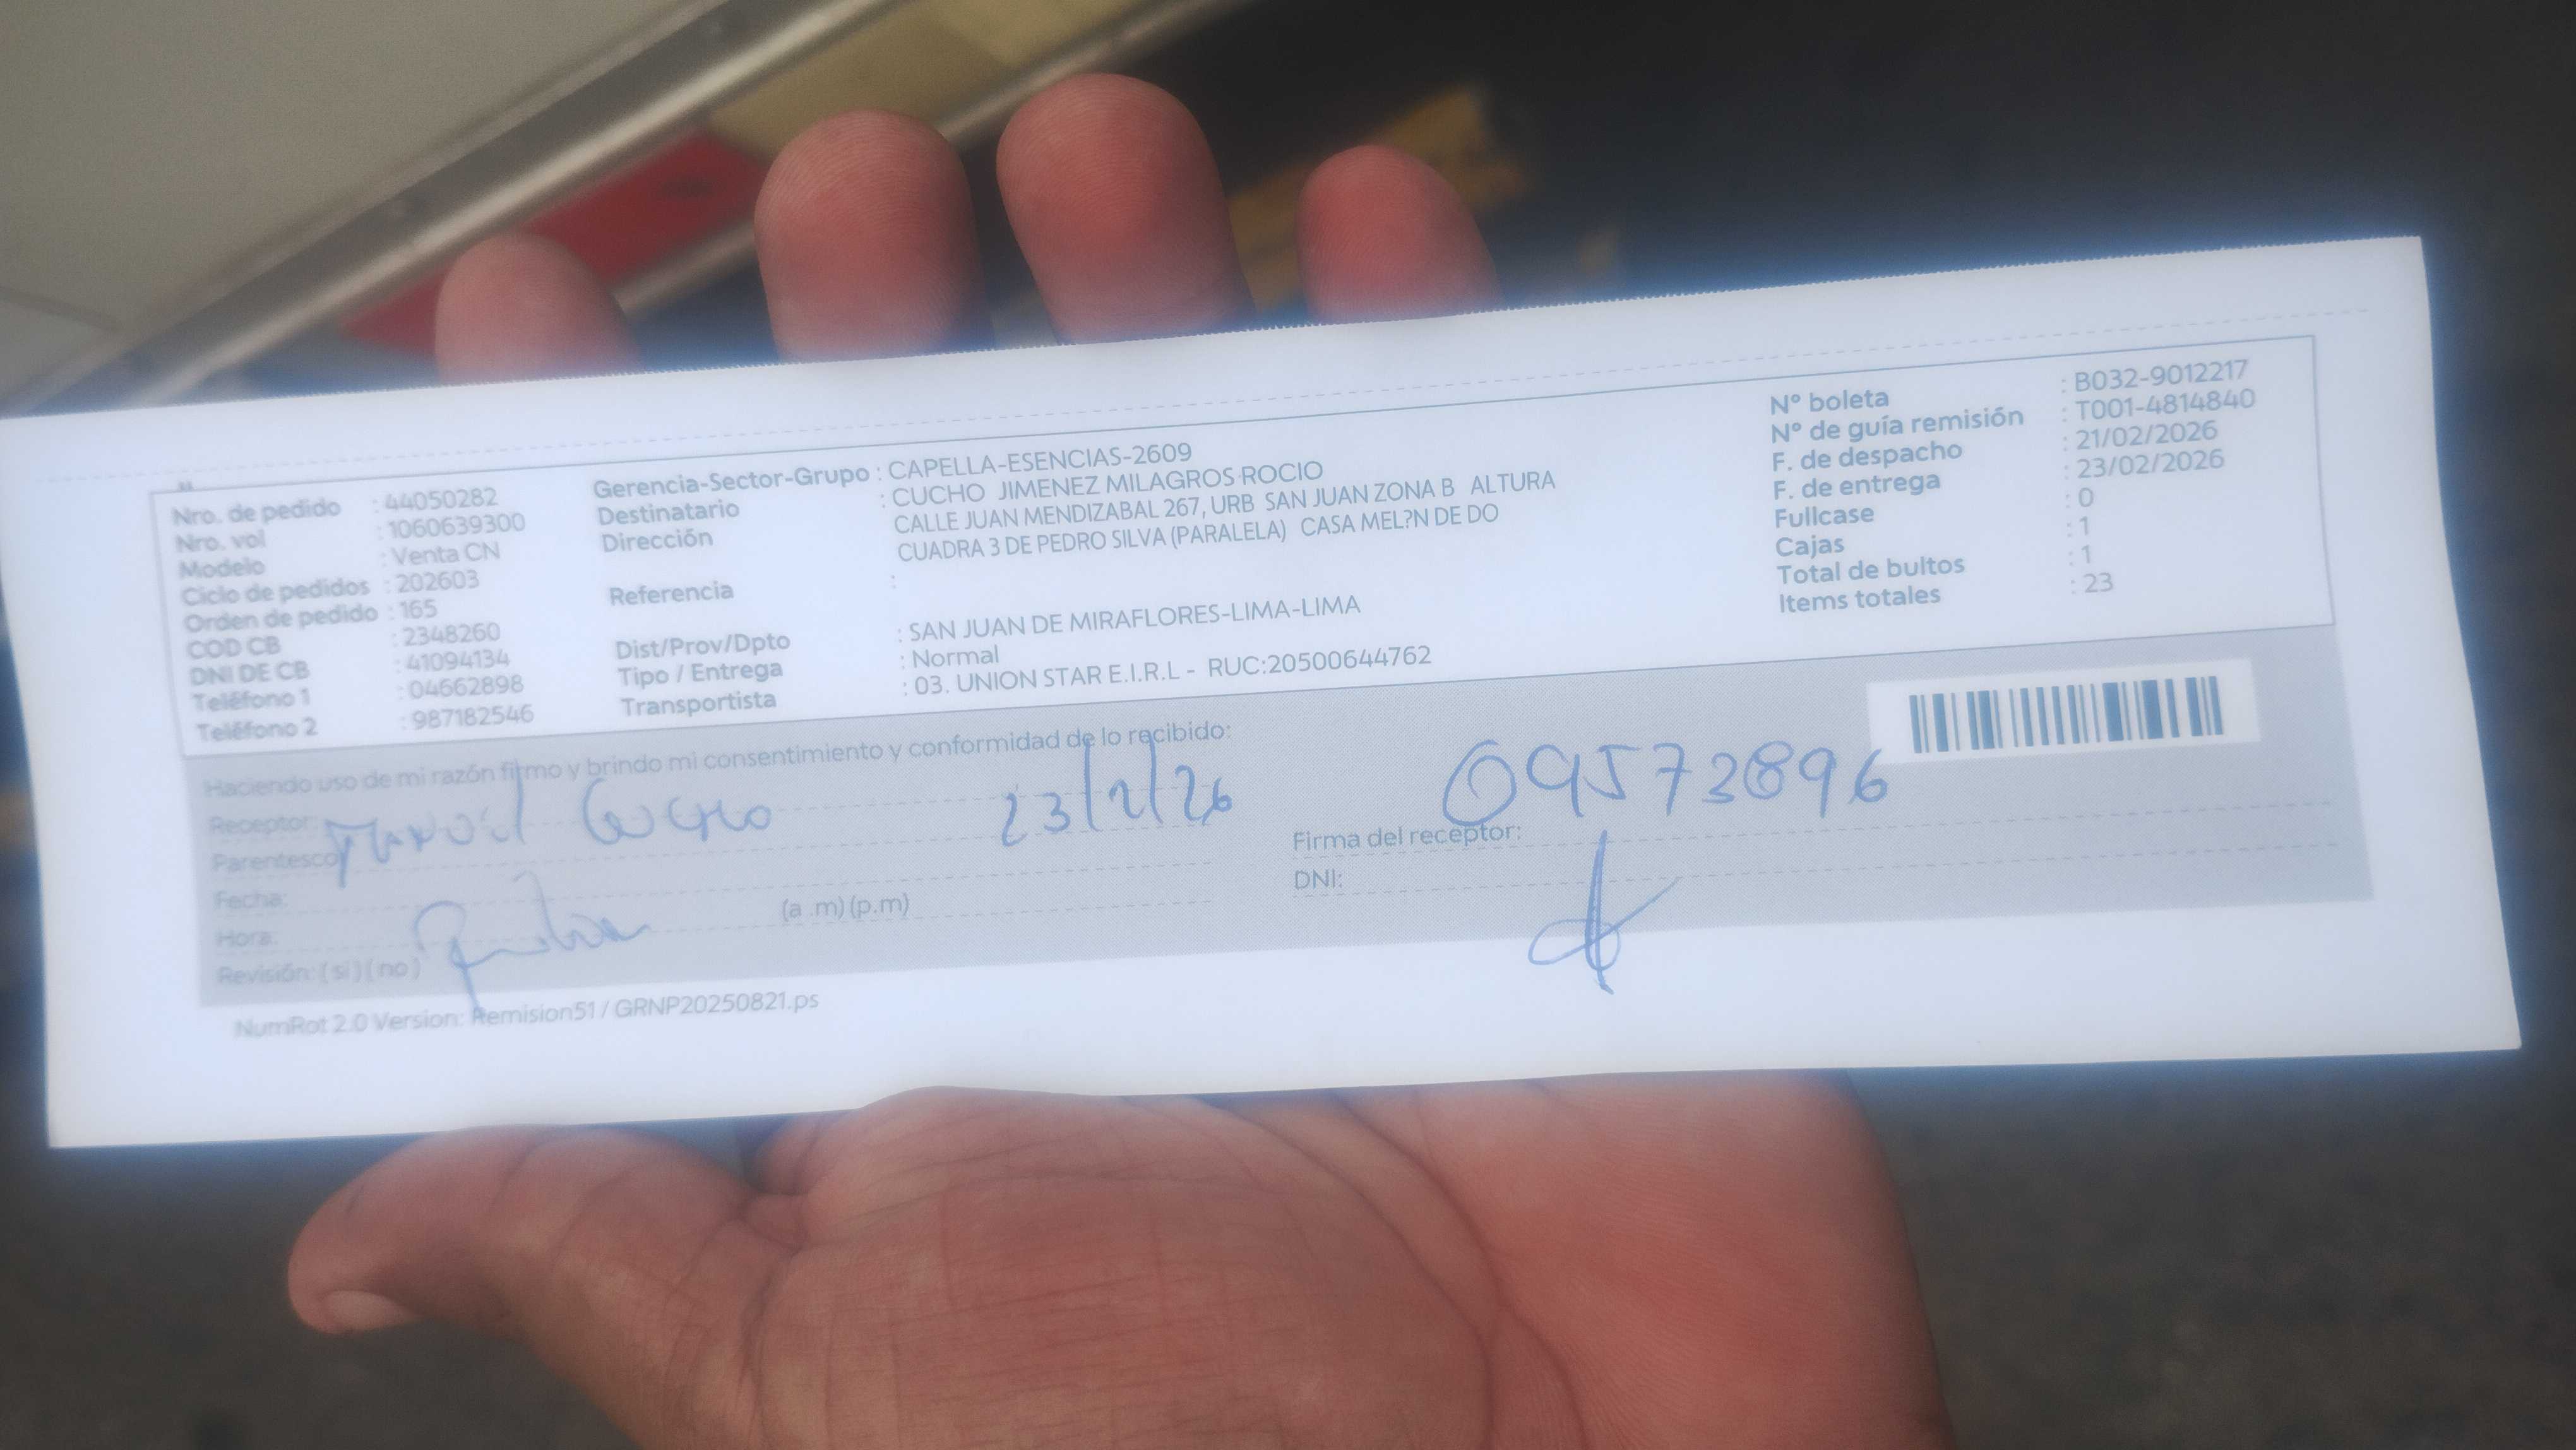 Nro. de pedido : 44050282
Nro. vol : 1060639300
Modelo : Venta CN
Ciclo de pedidos : 202603
Orden de pedido : 165
COD CB : 2348260
DNI DE CB : 41094134
Teléfono 1 : 04662898
Teléfono 2 : 987182546
Gerencia-Sector-Grupo : CAPELLA-ESENCIAS-2609
Destinatario : CUCHO JIMENEZ MILAGROS ROCIO
Dirección CALLE JUAN MENDIZABAL 267, URB SAN JUAN ZONA B ALTURA
CUADRA 3 DE PEDRO SILVA (PARALELA) CASA MEL?N DE DO
Referencia :
Dist/Prov/Dpto : SAN JUAN DE MIRAFLORES-LIMA-LIMA
Tipo / Entrega : Normal
Transportista : 03. UNION STAR E.I.R.L - RUC:20500644762
Nº boleta : B032-9012217
Nº de guía remisión : T001-4814840
F. de despacho : 21/02/2026
F. de entrega : 23/02/2026
Fullcase : 0
Cajas : 1
Total de bultos : 1
Items totales : 23
Haciendo uso de mi razón firmo y brindo mi consentimiento y conformidad de lo recibido:
Receptor: Cucho 23/2/26
Parentesco
Fecha:
Hora: (a .m) (p.m)
Revisión: ( si ) ( no )
09573896
Firma del receptor:
DNI:
NumRot 2.0 Version: Remision51 / GRNP20250821.ps